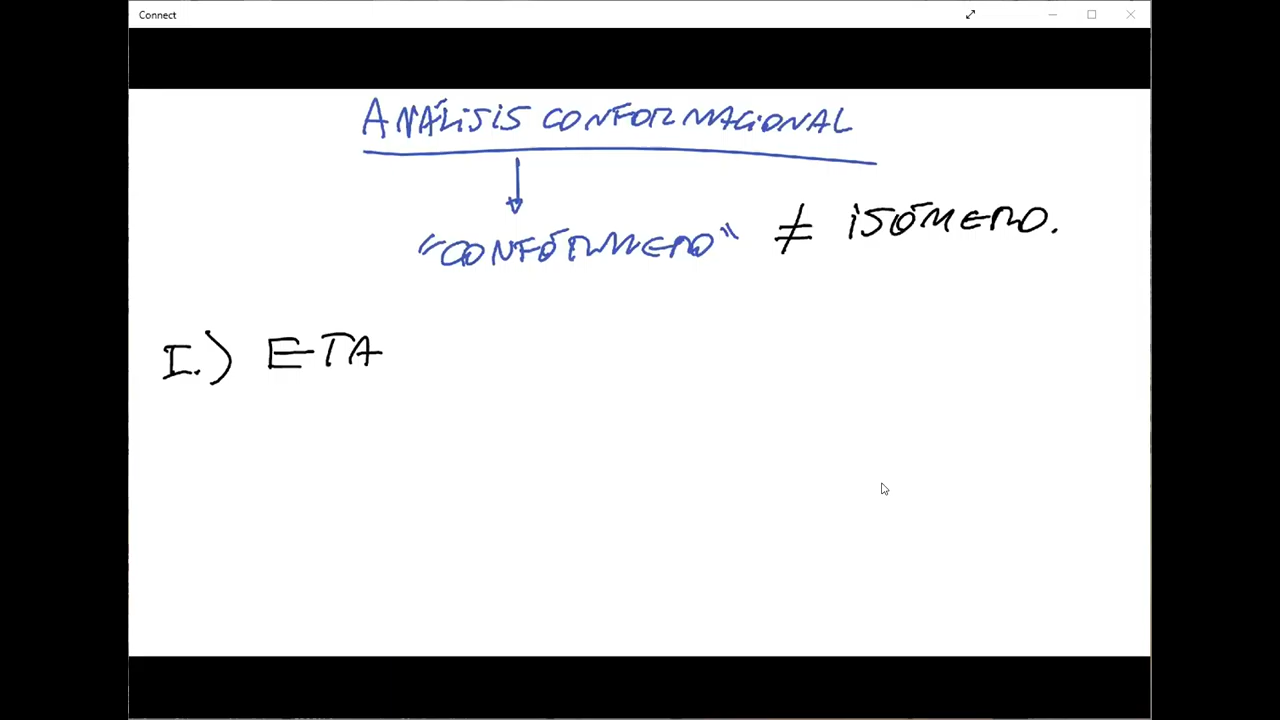 Connect
ANÁLISIS CONFORMACIONAL
"CONFÓRMERO" ≠ ISÓMERO.
I.) ETA